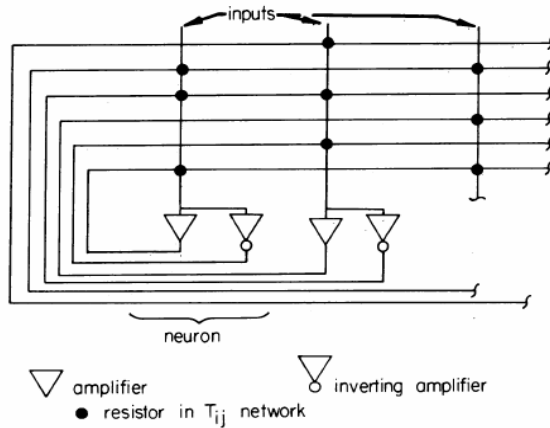 inputs
neuron
amplifier
inverting amplifier
resistor in Tij network